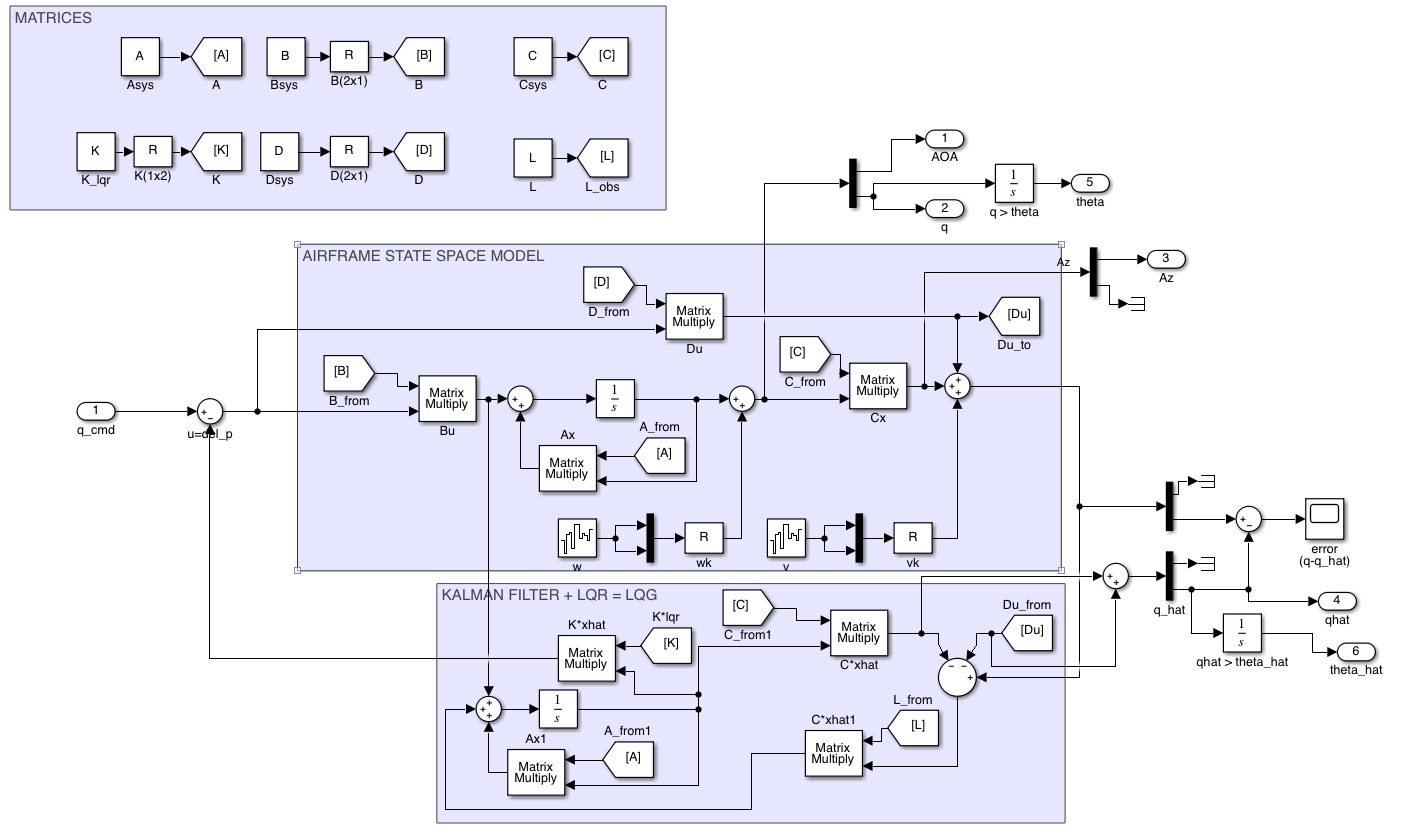 MATRICES
A
[A]
B
R
[B]
C
[C]
Asys
A
Bsys
B(2x1)
B
Csys
C
K
R
[K]
D
R
[D]
L
[L]
K_lqr
K(1x2)
K
Dsys
D(2x1)
D
L
L_obs
1
AOA
1
s
q > theta
5
theta
2
q
AIRFRAME STATE SPACE MODEL
Az
3
Az
[D]
D_from
Matrix
Multiply
Du
[Du]
Du_to
[B]
B_from
Matrix
Multiply
Bu
+
+
1
s
+
+
[C]
C_from
Matrix
Multiply
Cx
+
+
+
1
q_cmd
+
−
u=del_p
Ax
Matrix
Multiply
A_from
[A]
w
R
wk
v
R
vk
+
−
error
(q-q_hat)
+
+
q_hat
4
qhat
1
s
qhat > theta_hat
6
theta_hat
KALMAN FILTER + LQR = LQG
K*xhat
Matrix
Multiply
K*lqr
[K]
[C]
C_from1
Matrix
Multiply
C*xhat
Du_from
[Du]
− −
+
+
+
+
1
s
Ax1
Matrix
Multiply
A_from1
[A]
C*xhat1
Matrix
Multiply
L_from
[L]